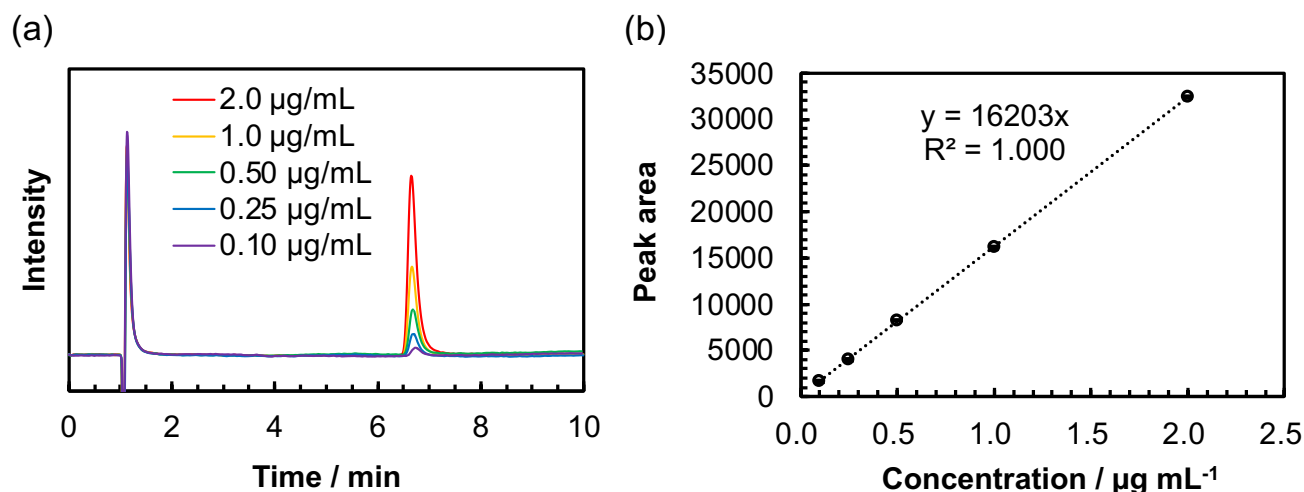 (a)
2.0 µg/mL
1.0 µg/mL
0.50 µg/mL
0.25 µg/mL
0.10 µg/mL
Intensity
0 2 4 6 8 10
Time / min
(b)
35000
30000
25000
20000
15000
10000
5000
0
y = 16203x
R² = 1.000
Peak area
0.0 0.5 1.0 1.5 2.0 2.5
Concentration / µg mL⁻¹